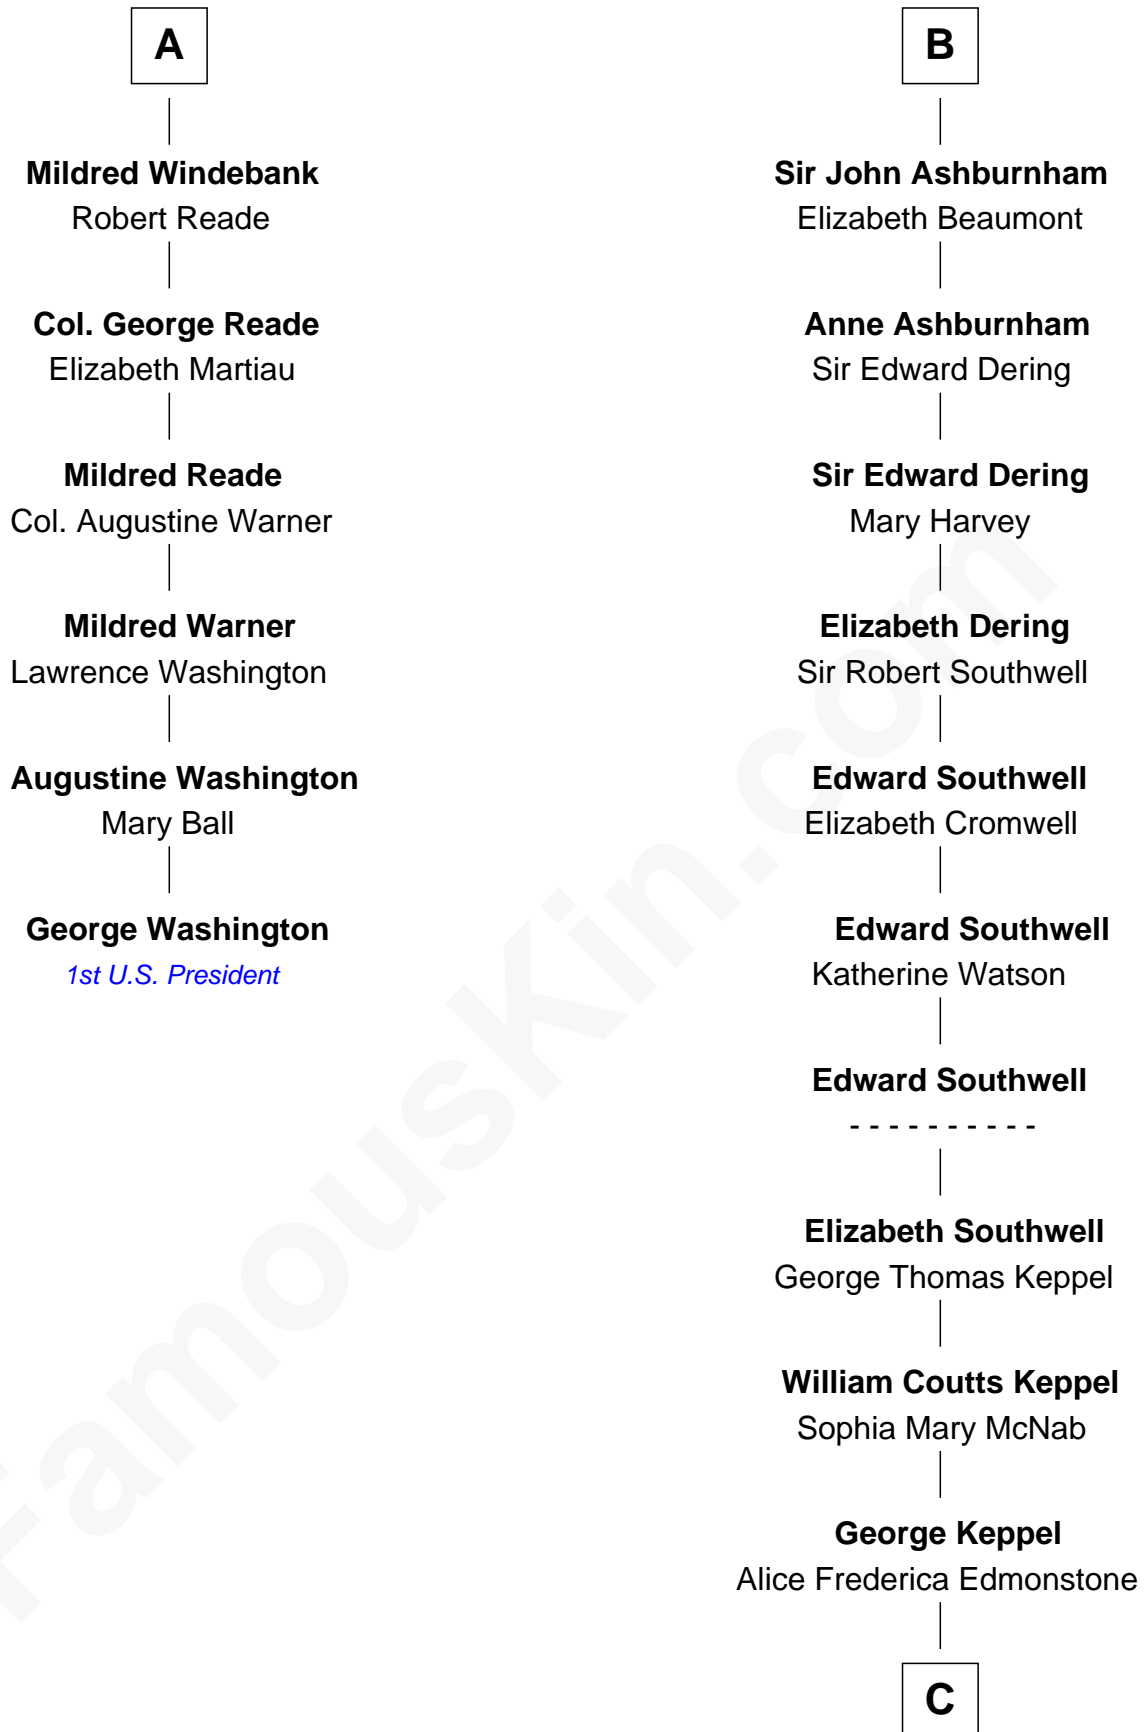 A
Mildred Windebank
Robert Reade
Col. George Reade
Elizabeth Martiau
Mildred Reade
Col. Augustine Warner
Mildred Warner
Lawrence Washington
Augustine Washington
Mary Ball
George Washington
1st U.S. President
B
Sir John Ashburnham
Elizabeth Beaumont
Anne Ashburnham
Sir Edward Dering
Sir Edward Dering
Mary Harvey
Elizabeth Dering
Sir Robert Southwell
Edward Southwell
Elizabeth Cromwell
Edward Southwell
Katherine Watson
Edward Southwell
- - - - - - - - - -
Elizabeth Southwell
George Thomas Keppel
William Coutts Keppel
Sophia Mary McNab
George Keppel
Alice Frederica Edmonstone
C
FamousKin.com